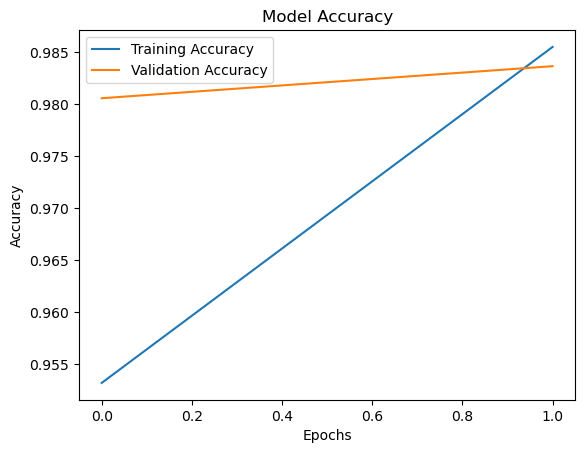 Model Accuracy
Training Accuracy
Validation Accuracy
0.985
0.980
0.975
0.970
0.965
0.960
0.955
Accuracy
0.0 0.2 0.4 0.6 0.8 1.0
Epochs